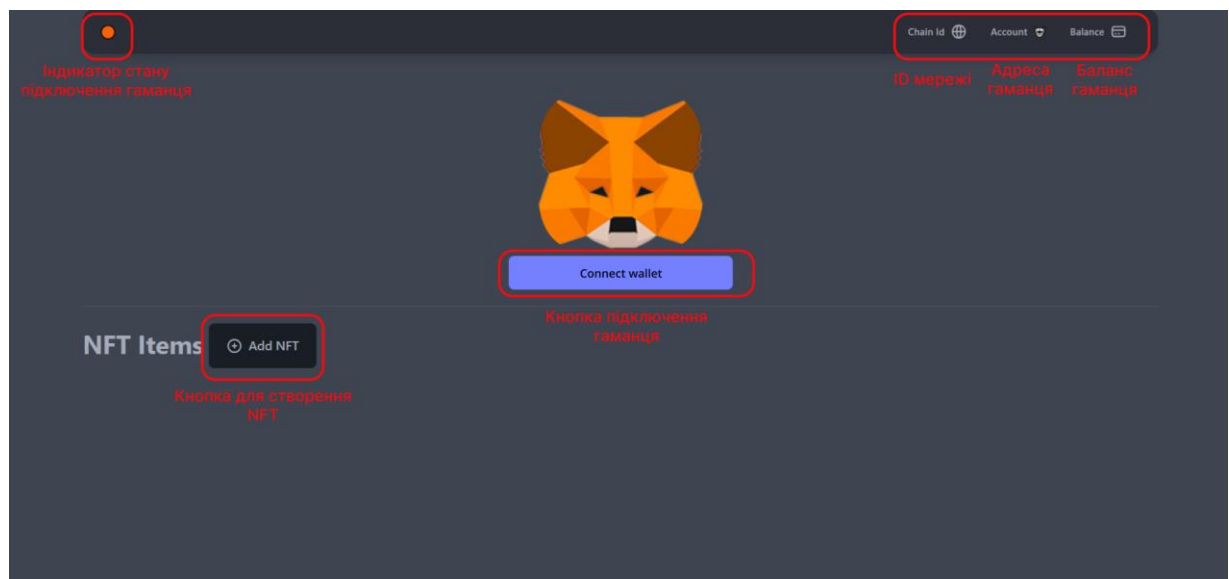 Chain Id Account Balance
Індикатор стану
підключення гаманця
ID мережі
Адреса
гаманця
Баланс
гаманця
Connect wallet
Кнопка підключення
гаманця
NFT Items
Add NFT
Кнопка для створення
NFT